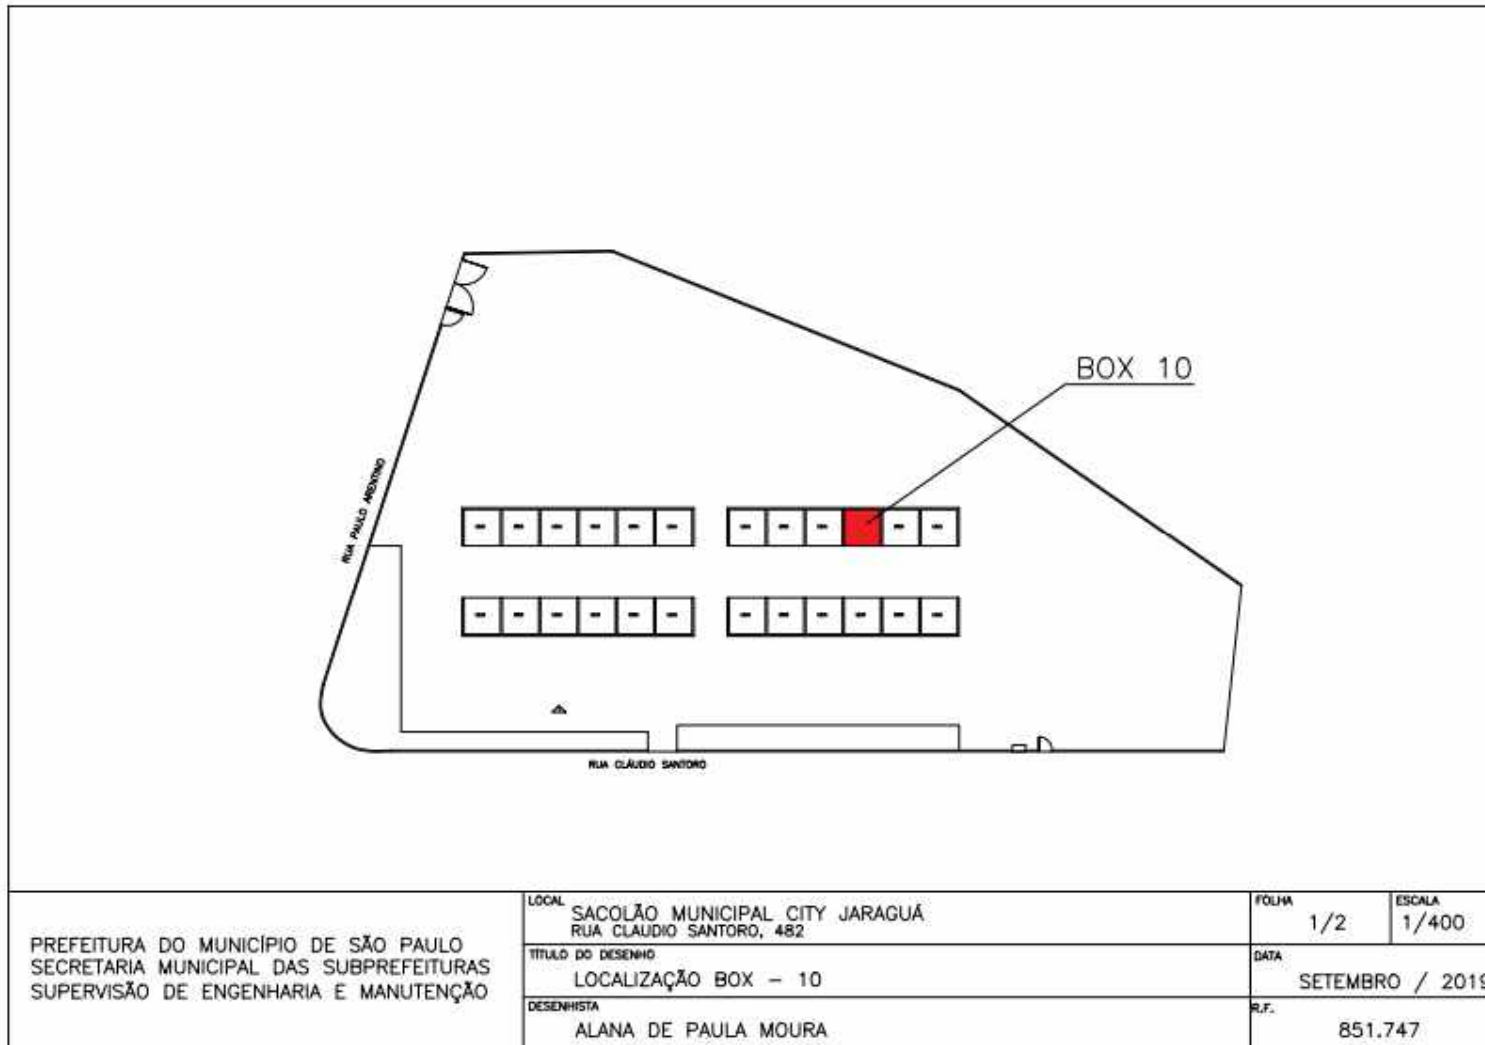 BOX 10
RUA PAULO ARENTINO
RUA CLÁUDIO SANTORO
PREFEITURA DO MUNICÍPIO DE SÃO PAULO
SECRETARIA MUNICIPAL DAS SUBPREFEITURAS
SUPERVISÃO DE ENGENHARIA E MANUTENÇÃO
LOCAL
SACOLÃO MUNICIPAL CITY JARAGUÁ
RUA CLAUDIO SANTORO, 482
TÍTULO DO DESENHO
LOCALIZAÇÃO BOX – 10
DESENHISTA
ALANA DE PAULA MOURA
FOLHA
1/2
ESCALA
1/400
DATA
SETEMBRO / 2019
R.F.
851.747